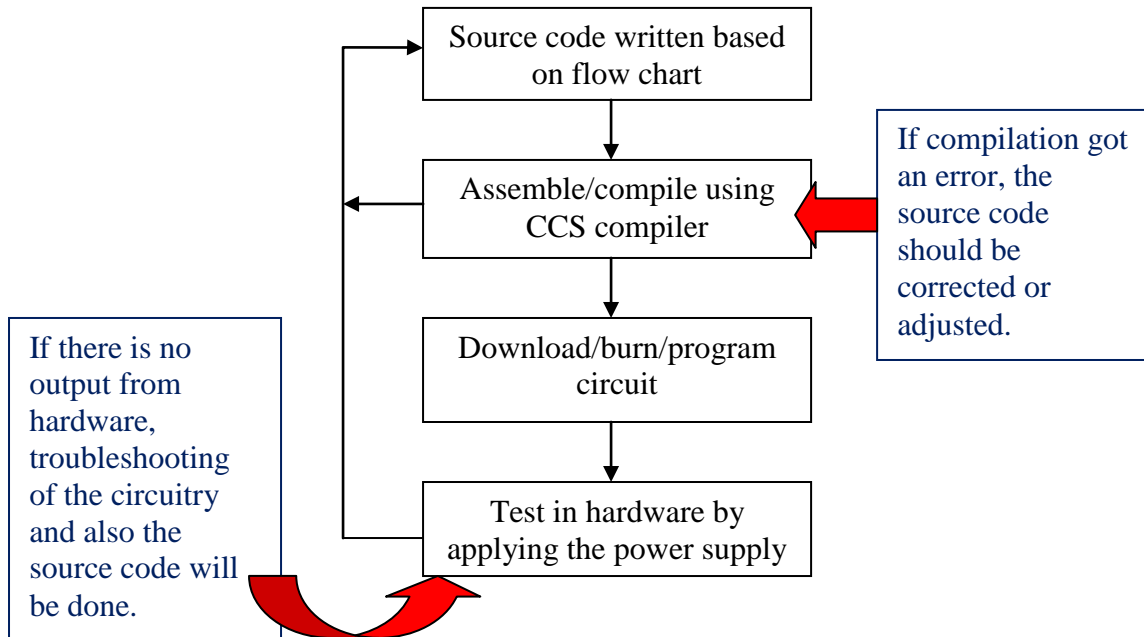 Source code written based
on flow chart
Assemble/compile using
CCS compiler
If compilation got
an error, the
source code
should be
corrected or
adjusted.
Download/burn/program
circuit
If there is no
output from
hardware,
troubleshooting
of the circuitry
and also the
source code will
be done.
Test in hardware by
applying the power supply